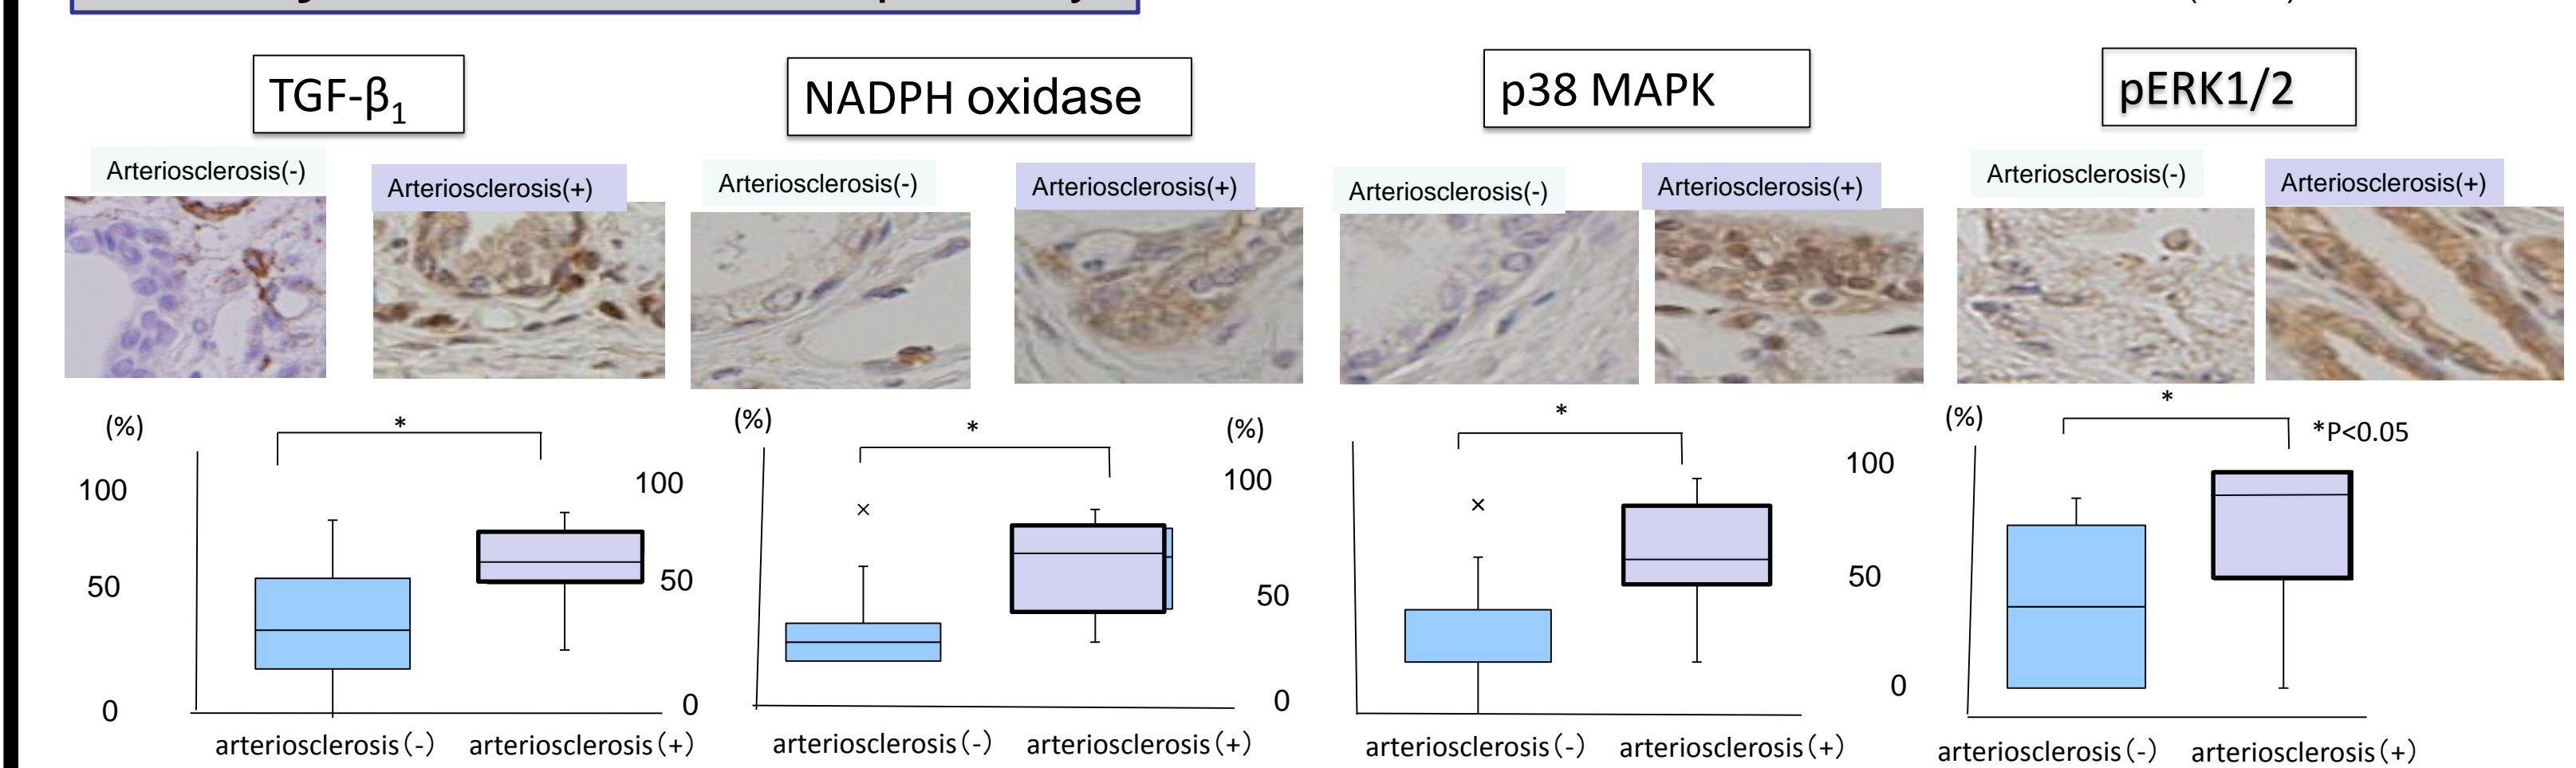 TGF-β1
NADPH oxidase
p38 MAPK
pERK1/2
Arteriosclerosis(-)
Arteriosclerosis(+)
Arteriosclerosis(-)
Arteriosclerosis(+)
Arteriosclerosis(-)
Arteriosclerosis(+)
Arteriosclerosis(-)
Arteriosclerosis(+)
(%)
*
100
50
0
arteriosclerosis(-)
arteriosclerosis(+)
(%)
*
100
50
0
×
arteriosclerosis(-)
arteriosclerosis(+)
(%)
*
100
50
0
×
arteriosclerosis(-)
arteriosclerosis(+)
(%)
*
*P<0.05
100
50
0
arteriosclerosis(-)
arteriosclerosis(+)